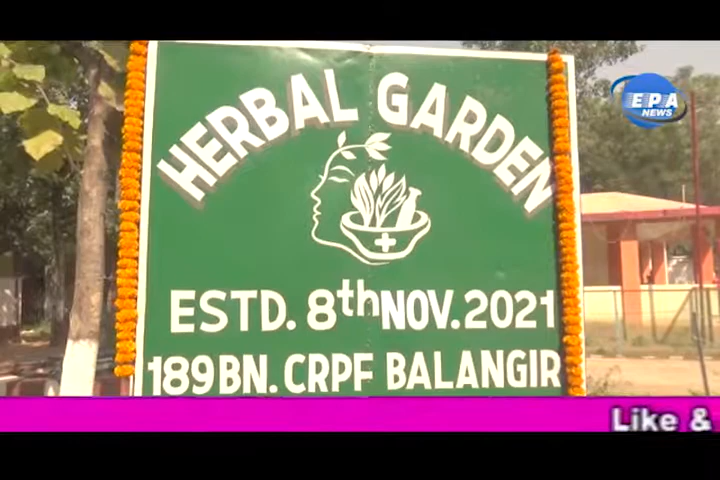 HERBAL GARDEN
EPA
NEWS
ESTD. 8th NOV. 2021
189 BN. CRPF BALANGIR
Like &